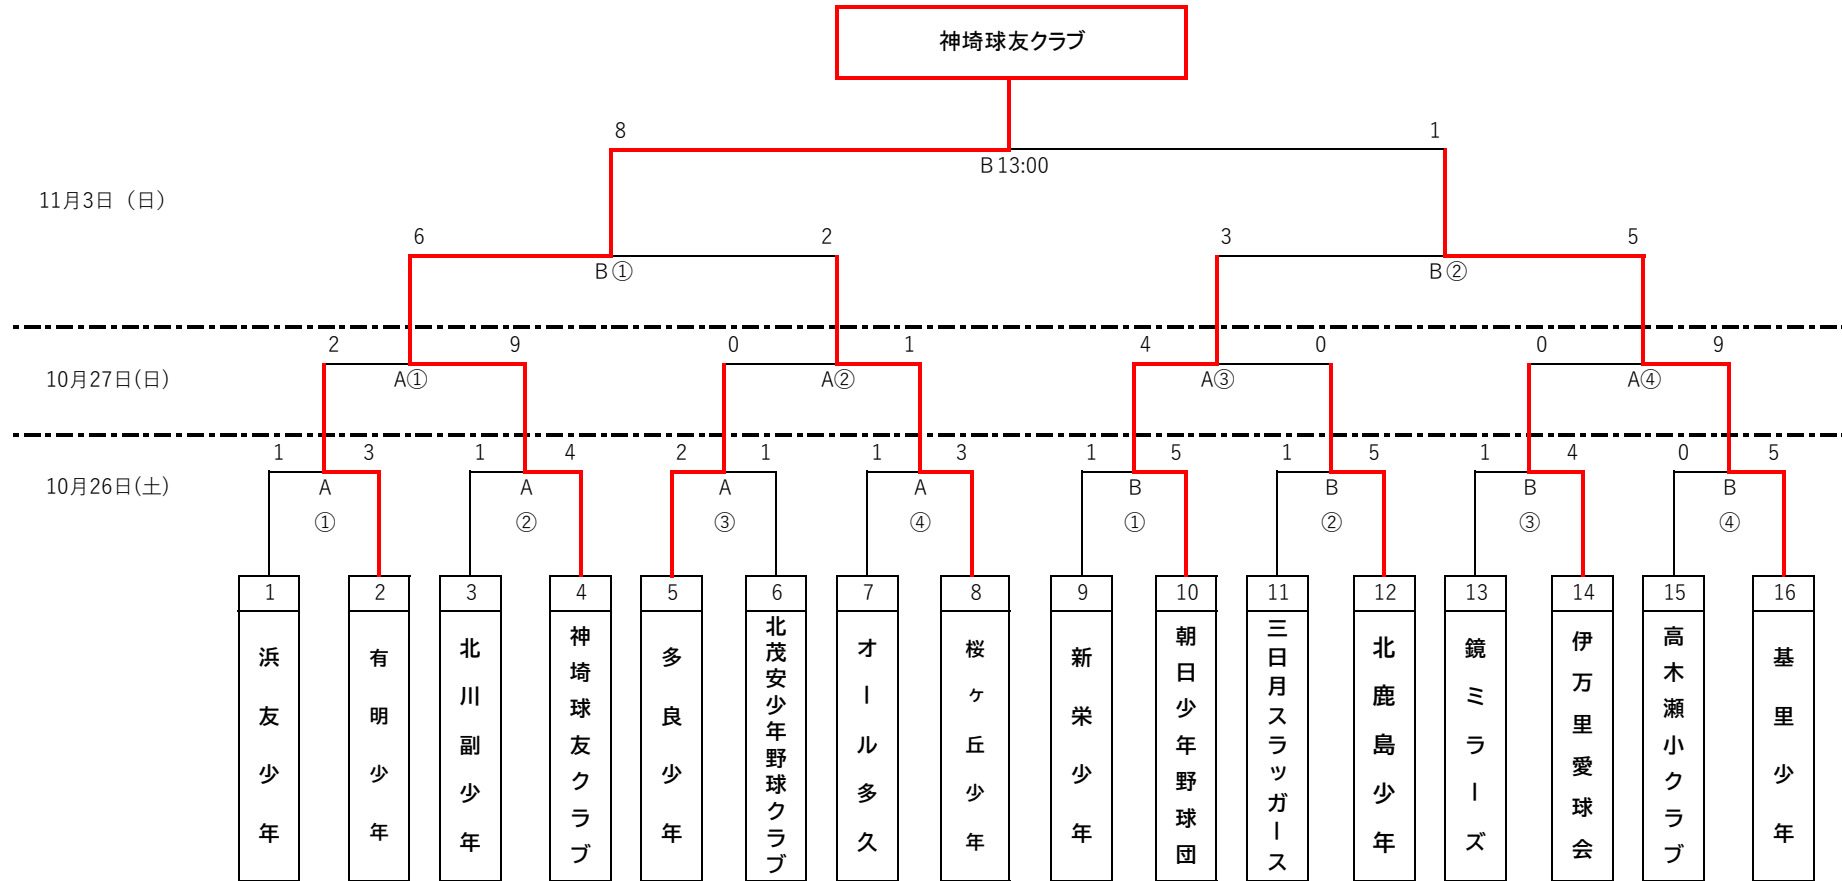 神埼球友クラブ
8 1
B 13:00
11月3日（日）
6 2 3 5
B① B②
2 9 0 1 4 0 0 9
10月27日(日)
A① A② A③ A④
1 3 1 4 2 1 1 3 1 5 1 5 1 4 0 5
10月26日(土)
A A A A B B B B
① ② ③ ④ ① ② ③ ④
1 2 3 4 5 6 7 8 9 10 11 12 13 14 15 16
浜友少年
有明少年
北川副少年
神埼球友クラブ
多良少年
北茂安少年野球クラブ
オール多久
桜ヶ丘少年
新栄少年
朝日少年野球団
三日月スラッガース
北鹿島少年
鏡ミラーズ
伊万里愛球会
高木瀬小クラブ
基里少年